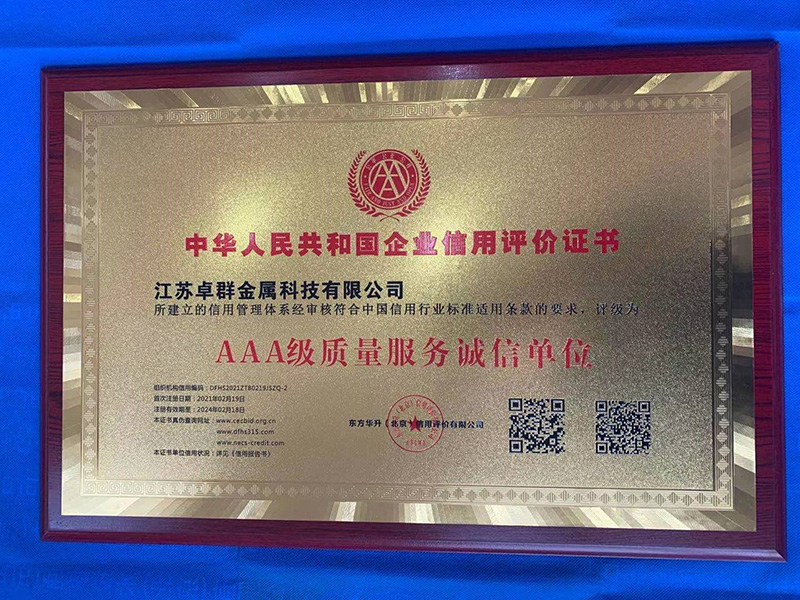 中华人民共和国企业信用评价证书
江苏卓群金属科技有限公司
所建立的信用管理体系经审核符合中国信用行业标准适用条款的要求，评级为
AAA级质量服务诚信单位
组织机构信用编码：DFHS2021ZTB0219JSZQ-2
首次注册日期：2021年02月19日
注册有效期至：2024年02月18日
本证书真伪查询网址：www.cecbid.org.cn
www.dfhs315.com
www.necs-credit.com
本证书单位信用状况：详见《信用报告书》
东方华升（北京）信用评价有限公司